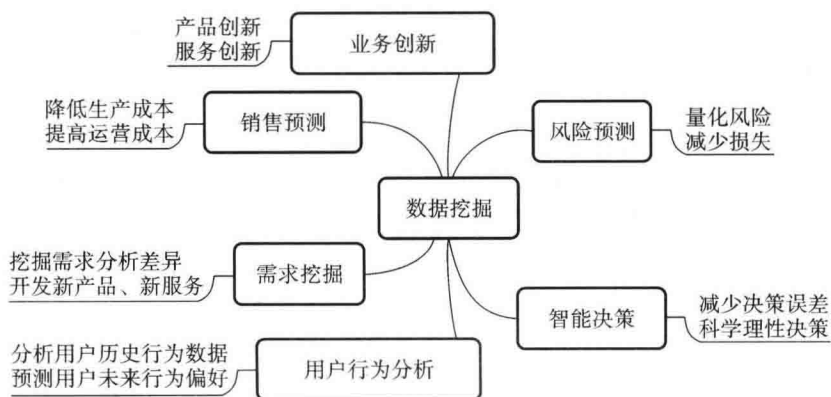 产品创新
服务创新
业务创新
降低生产成本
提高运营成本
销售预测
风险预测
量化风险
减少损失
数据挖掘
挖掘需求分析差异
开发新产品、新服务
需求挖掘
智能决策
减少决策误差
科学理性决策
分析用户历史行为数据
预测用户未来行为偏好
用户行为分析